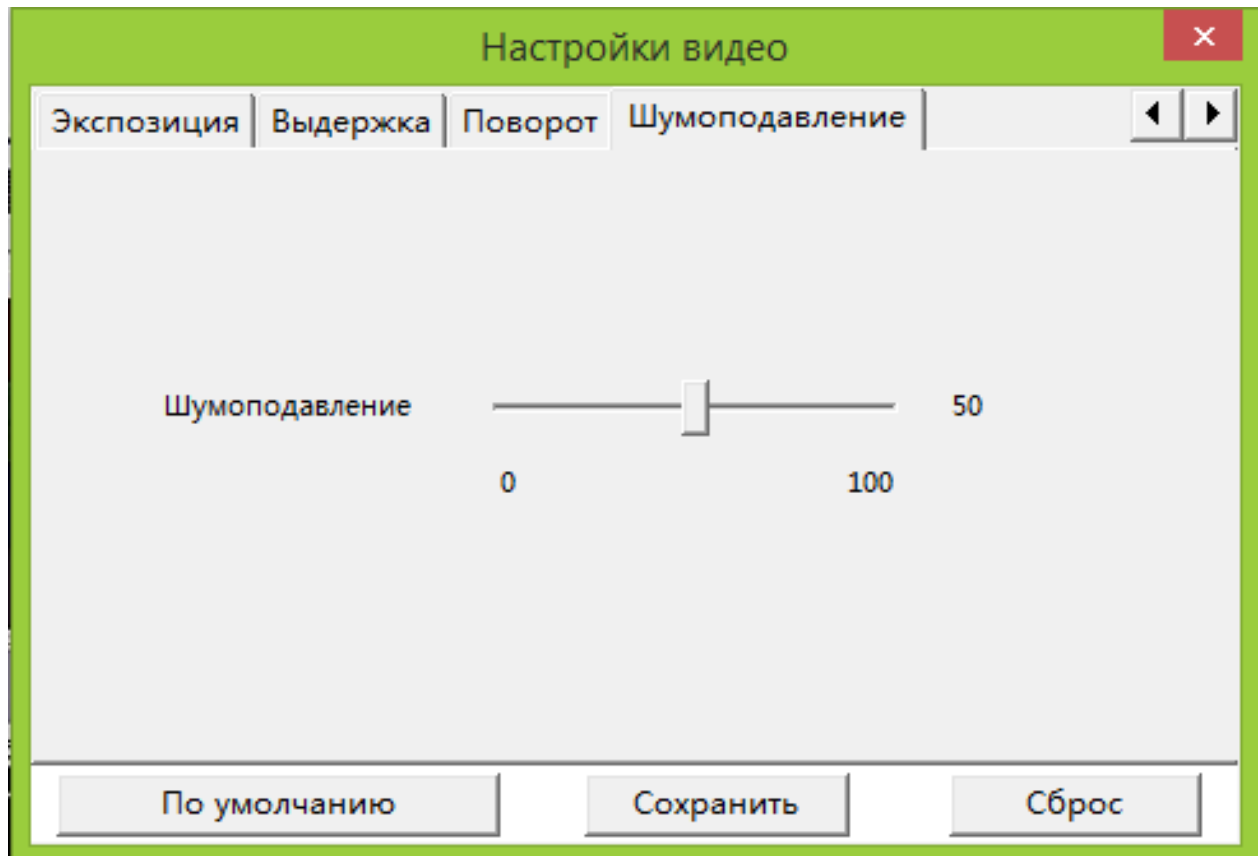 Настройки видео
×
Экспозиция Выдержка Поворот Шумоподавление
Шумоподавление 50
0 100
По умолчанию Сохранить Сброс